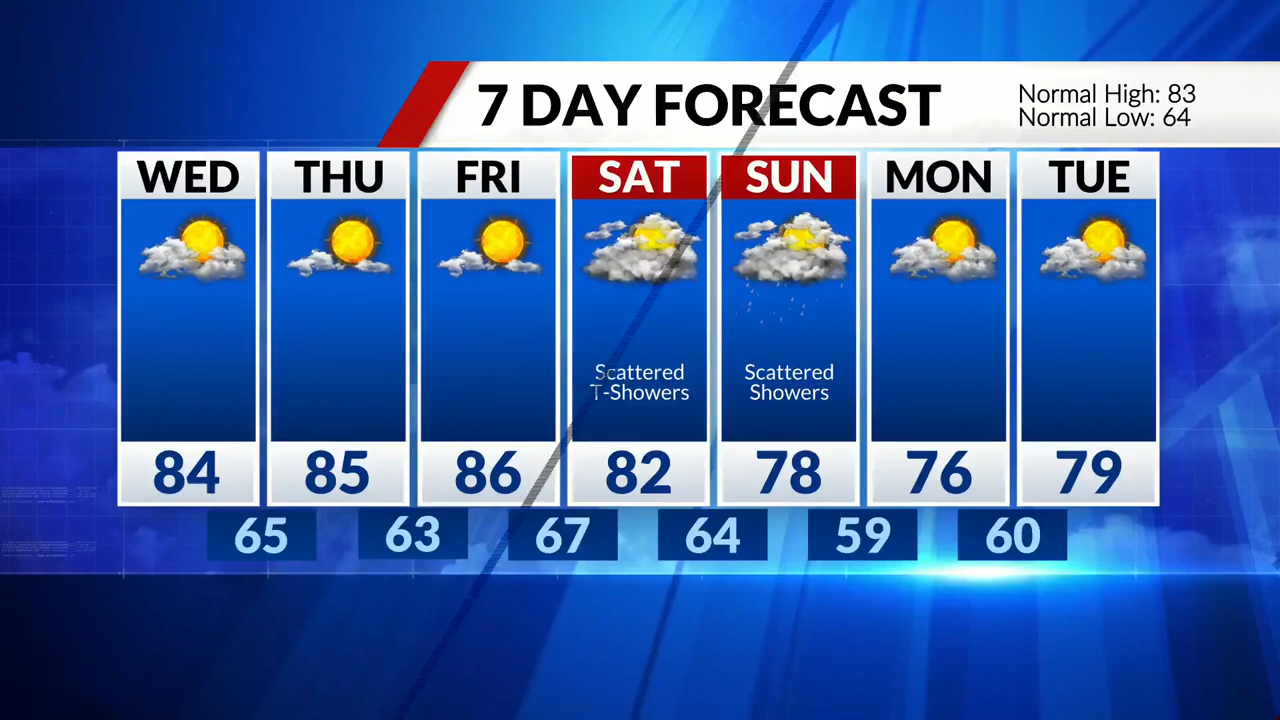 7 DAY FORECAST
Normal High: 83
Normal Low: 64
WED
THU
FRI
SAT
SUN
MON
TUE
Scattered
T-Showers
Scattered
Showers
84
85
86
82
78
76
79
65
63
67
64
59
60